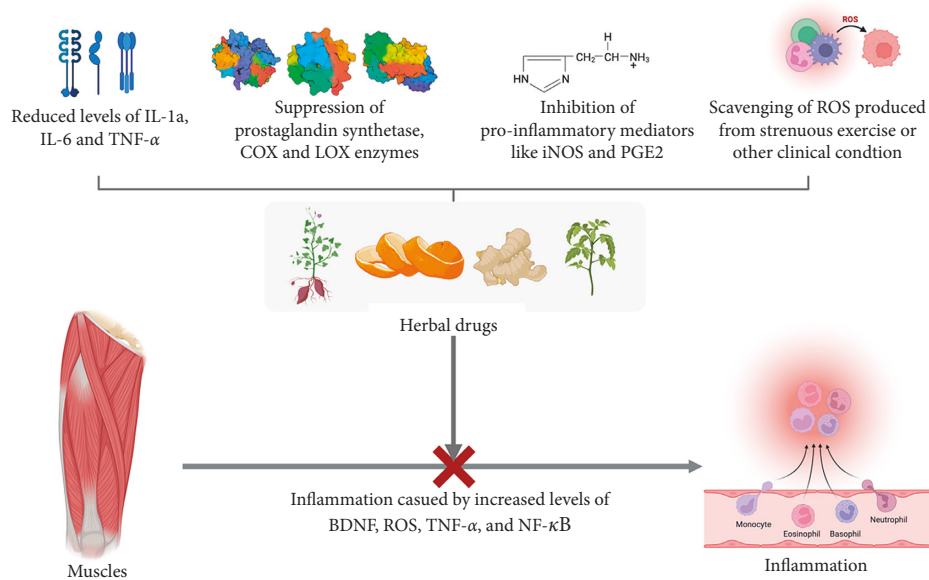 ROS
H
HN
N
CH₂—CH—NH₃
+
Reduced levels of IL-1a,
IL-6 and TNF-α
Suppression of
prostaglandin synthetase,
COX and LOX enzymes
Inhibition of
pro-inflammatory mediators
like iNOS and PGE2
Scavenging of ROS produced
from strenuous exercise or
other clinical condtion
Herbal drugs
Inflammation casued by increased levels of
BDNF, ROS, TNF-α, and NF-κB
Muscles
Monocyte
Eosinophil
Basophil
Neutrophil
Inflammation